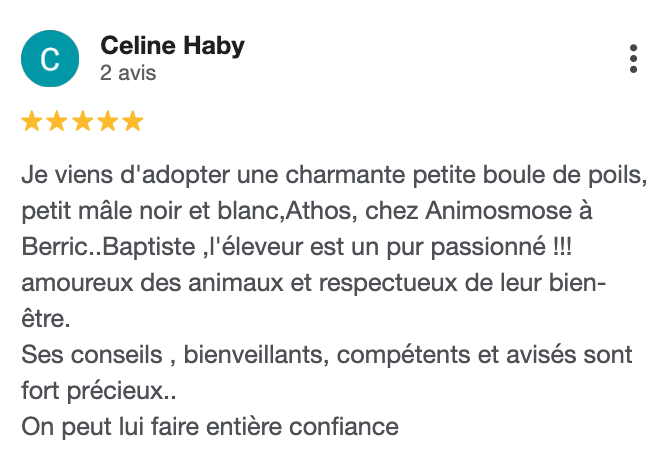 C
Celine Haby
2 avis
Je viens d'adopter une charmante petite boule de poils,
petit mâle noir et blanc,Athos, chez Animosmose à
Berric..Baptiste ,l'éleveur est un pur passionné !!!
amoureux des animaux et respectueux de leur bien-
être.
Ses conseils , bienveillants, compétents et avisés sont
fort précieux..
On peut lui faire entière confiance